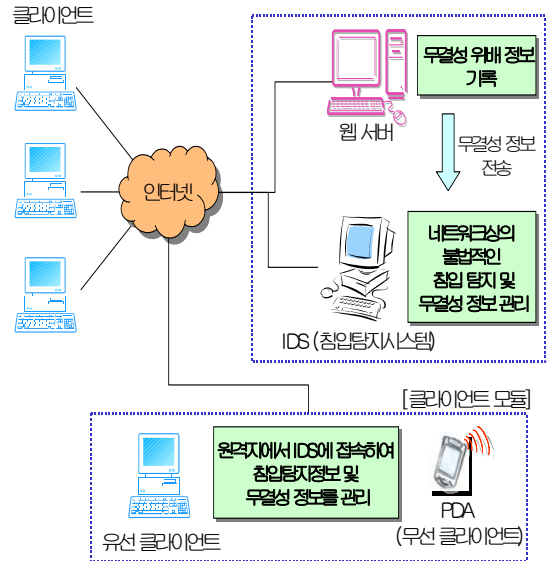 클라이언트
무결성 위배 정보
기록
웹 서버
무결성 정보
전송
인터넷
네트워크상의
불법적인
침입 탐지 및
무결성 정보 관리
IDS (침입탐지시스템)
[클라이언트 모듈]
원격지에서 IDS에 접속하여
침입탐지정보 및
무결성 정보를 관리
유선 클라이언트
PDA
(무선 클라이언트)